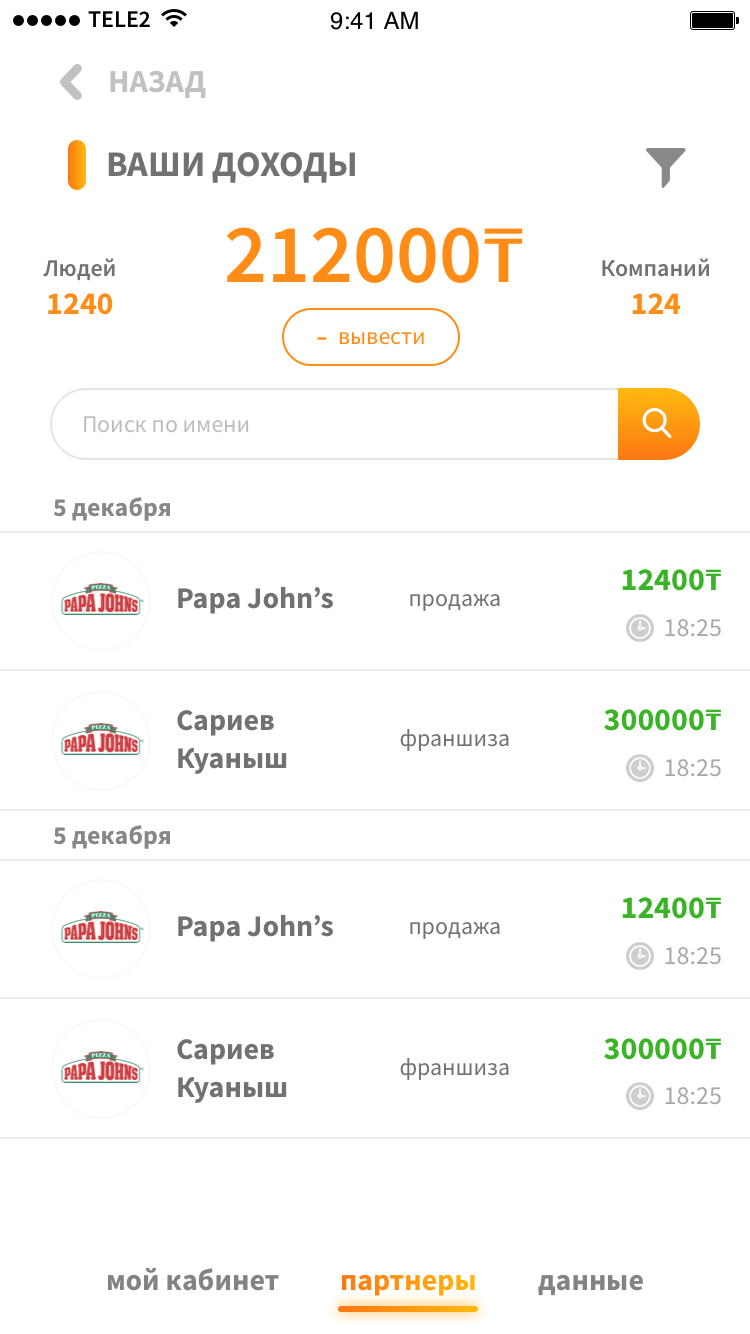 TELE2 9:41 AM
НАЗАД
ВАШИ ДОХОДЫ
Людей 212000₸ Компаний
1240 124
– вывести
Поиск по имени
5 декабря
PIZZA
PAPA JOHNS
Papa John’s продажа 12400₸
18:25
PIZZA
PAPA JOHNS
Сариев
Куаныш франшиза 300000₸
18:25
5 декабря
PIZZA
PAPA JOHNS
Papa John’s продажа 12400₸
18:25
PIZZA
PAPA JOHNS
Сариев
Куаныш франшиза 300000₸
18:25
мой кабинет партнеры данные